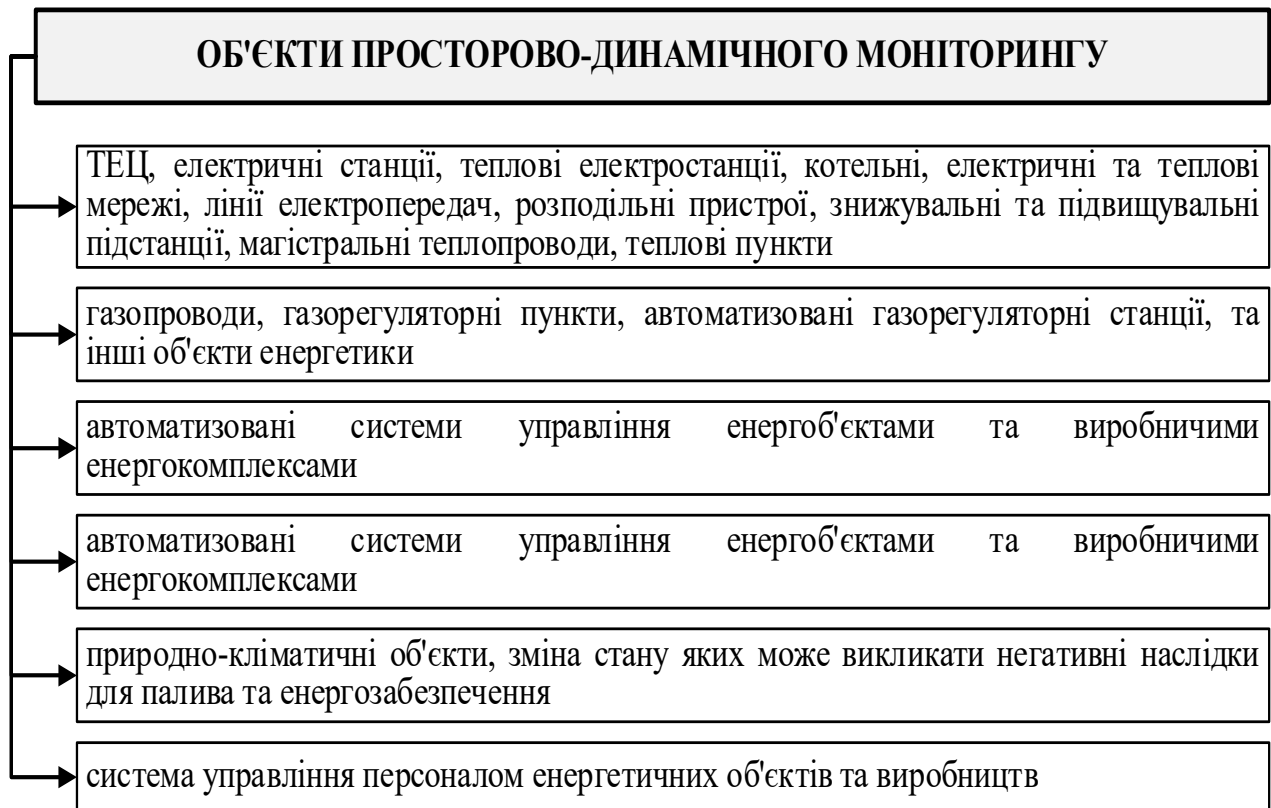 ОБ'ЄКТИ ПРОСТОРОВО-ДИНАМІЧНОГО МОНІТОРИНГУ
ТЕЦ, електричні станції, теплові електростанції, котельні, електричні та теплові
мережі, лінії електропередач, розподільні пристрої, знижувальні та підвищувальні
підстанції, магістральні теплопроводи, теплові пункти
газопроводи, газорегуляторні пункти, автоматизовані газорегуляторні станції, та
інші об'єкти енергетики
автоматизовані системи управління енергоб'єктами та виробничими
енергокомплексами
автоматизовані системи управління енергоб'єктами та виробничими
енергокомплексами
природно-кліматичні об'єкти, зміна стану яких може викликати негативні наслідки
для палива та енергозабезпечення
система управління персоналом енергетичних об'єктів та виробництв